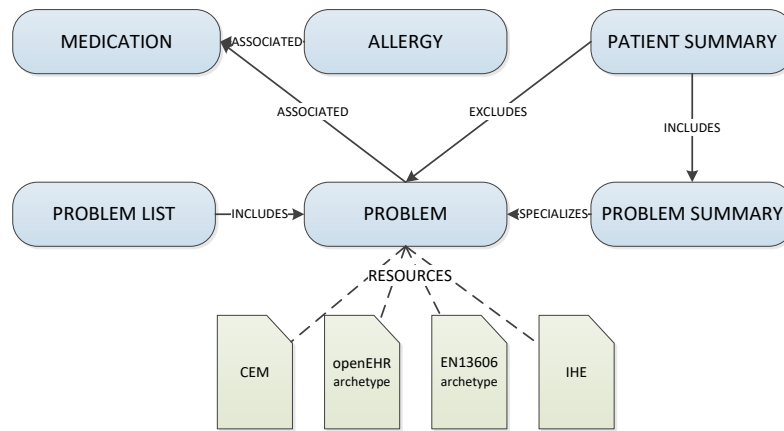 MEDICATION
ASSOCIATED
ALLERGY
PATIENT SUMMARY
ASSOCIATED
EXCLUDES
INCLUDES
PROBLEM LIST
INCLUDES
PROBLEM
SPECIALIZES
PROBLEM SUMMARY
RESOURCES
CEM
openEHR
archetype
EN13606
archetype
IHE